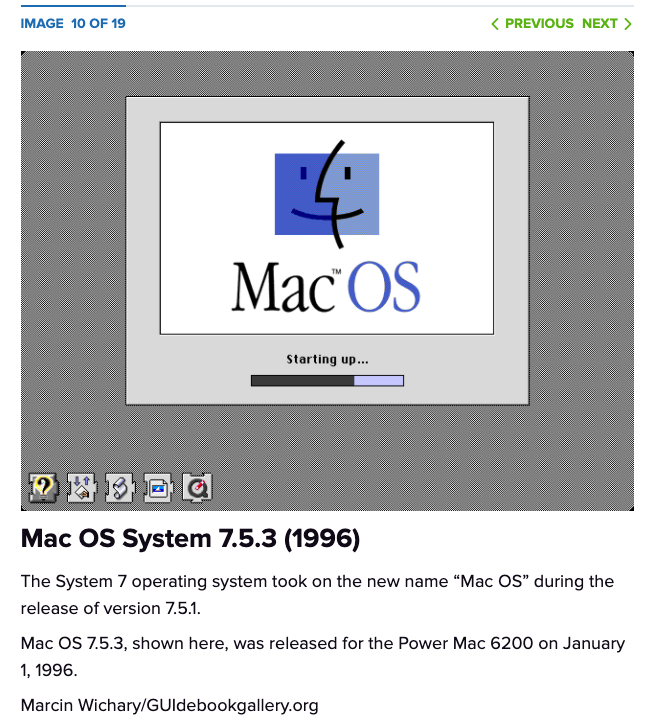 IMAGE 10 OF 19
PREVIOUS NEXT
Mac™OS
Starting up...
Mac OS System 7.5.3 (1996)
The System 7 operating system took on the new name “Mac OS” during the
release of version 7.5.1.
Mac OS 7.5.3, shown here, was released for the Power Mac 6200 on January
1, 1996.
Marcin Wichary/GUIdebookgallery.org